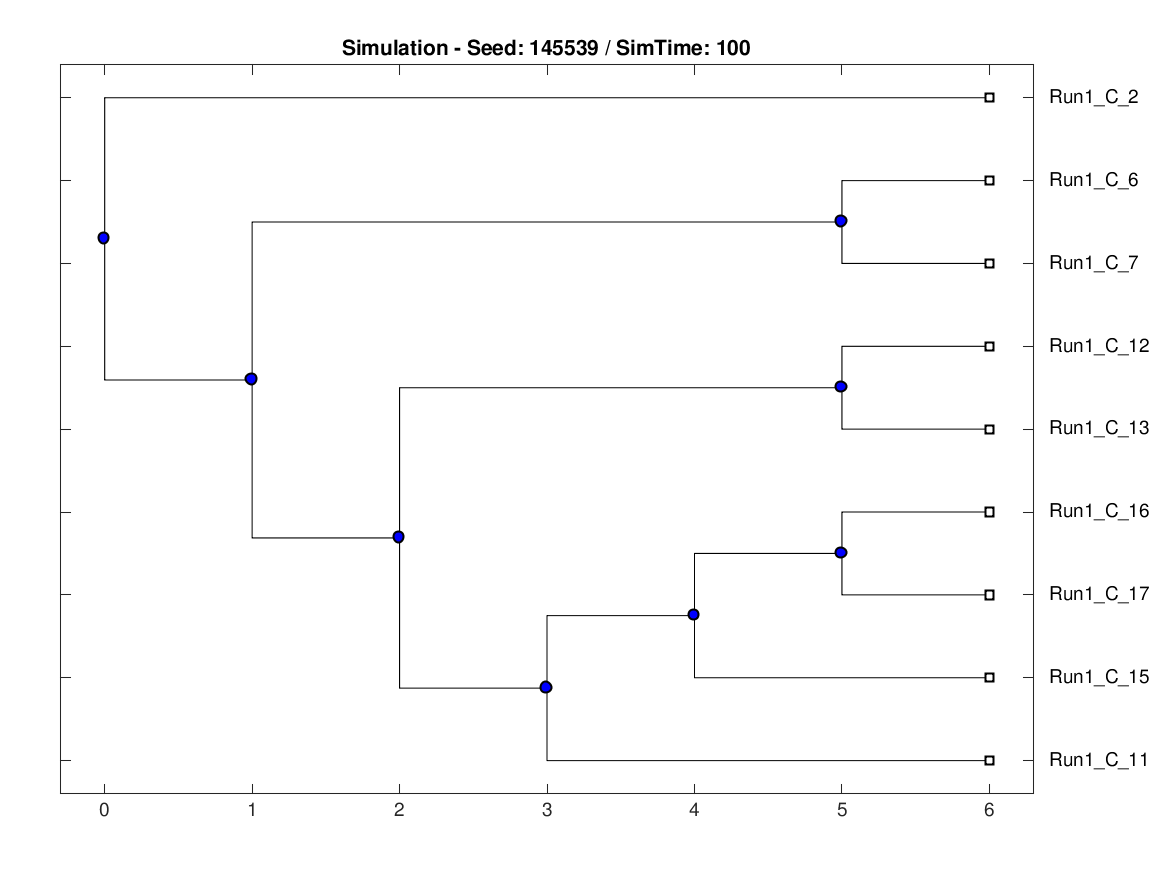 Simulation - Seed: 145539 / SimTime: 100
Run1_C_2
Run1_C_6
Run1_C_7
Run1_C_12
Run1_C_13
Run1_C_16
Run1_C_17
Run1_C_15
Run1_C_11
0 1 2 3 4 5 6